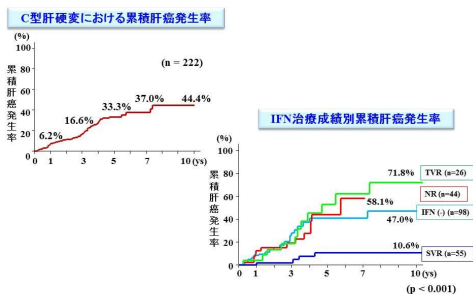 C型肝硬変における累積肝癌発生率
(%)
100
80
60
40
20
0
累積肝癌発生率
(n = 222)
6.2%
16.6%
33.3%
37.0%
44.4%
0 1 3 5 7 10 (ys)
IFN治療成績別累積肝癌発生率
(%)
100
80
60
40
20
0
累積肝癌発生率
71.8%
58.1%
47.0%
10.6%
TVR (n=26)
NR (n=44)
IFN (-) (n=98)
SVR (n=55)
0 1 3 5 7 10 (ys)
(p < 0.001)